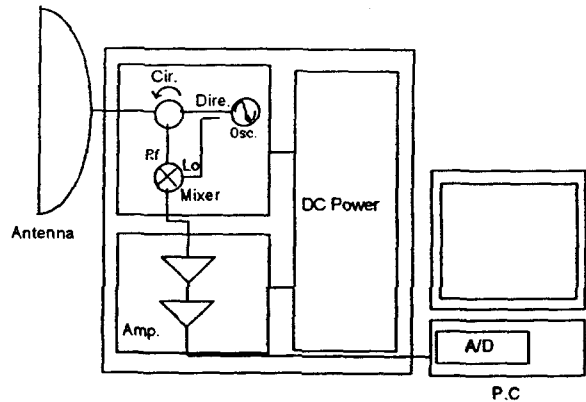 Cir.
Dire.
Osc.
Rf
Lo
Mixer
Antenna
DC Power
Amp.
A/D
P.C